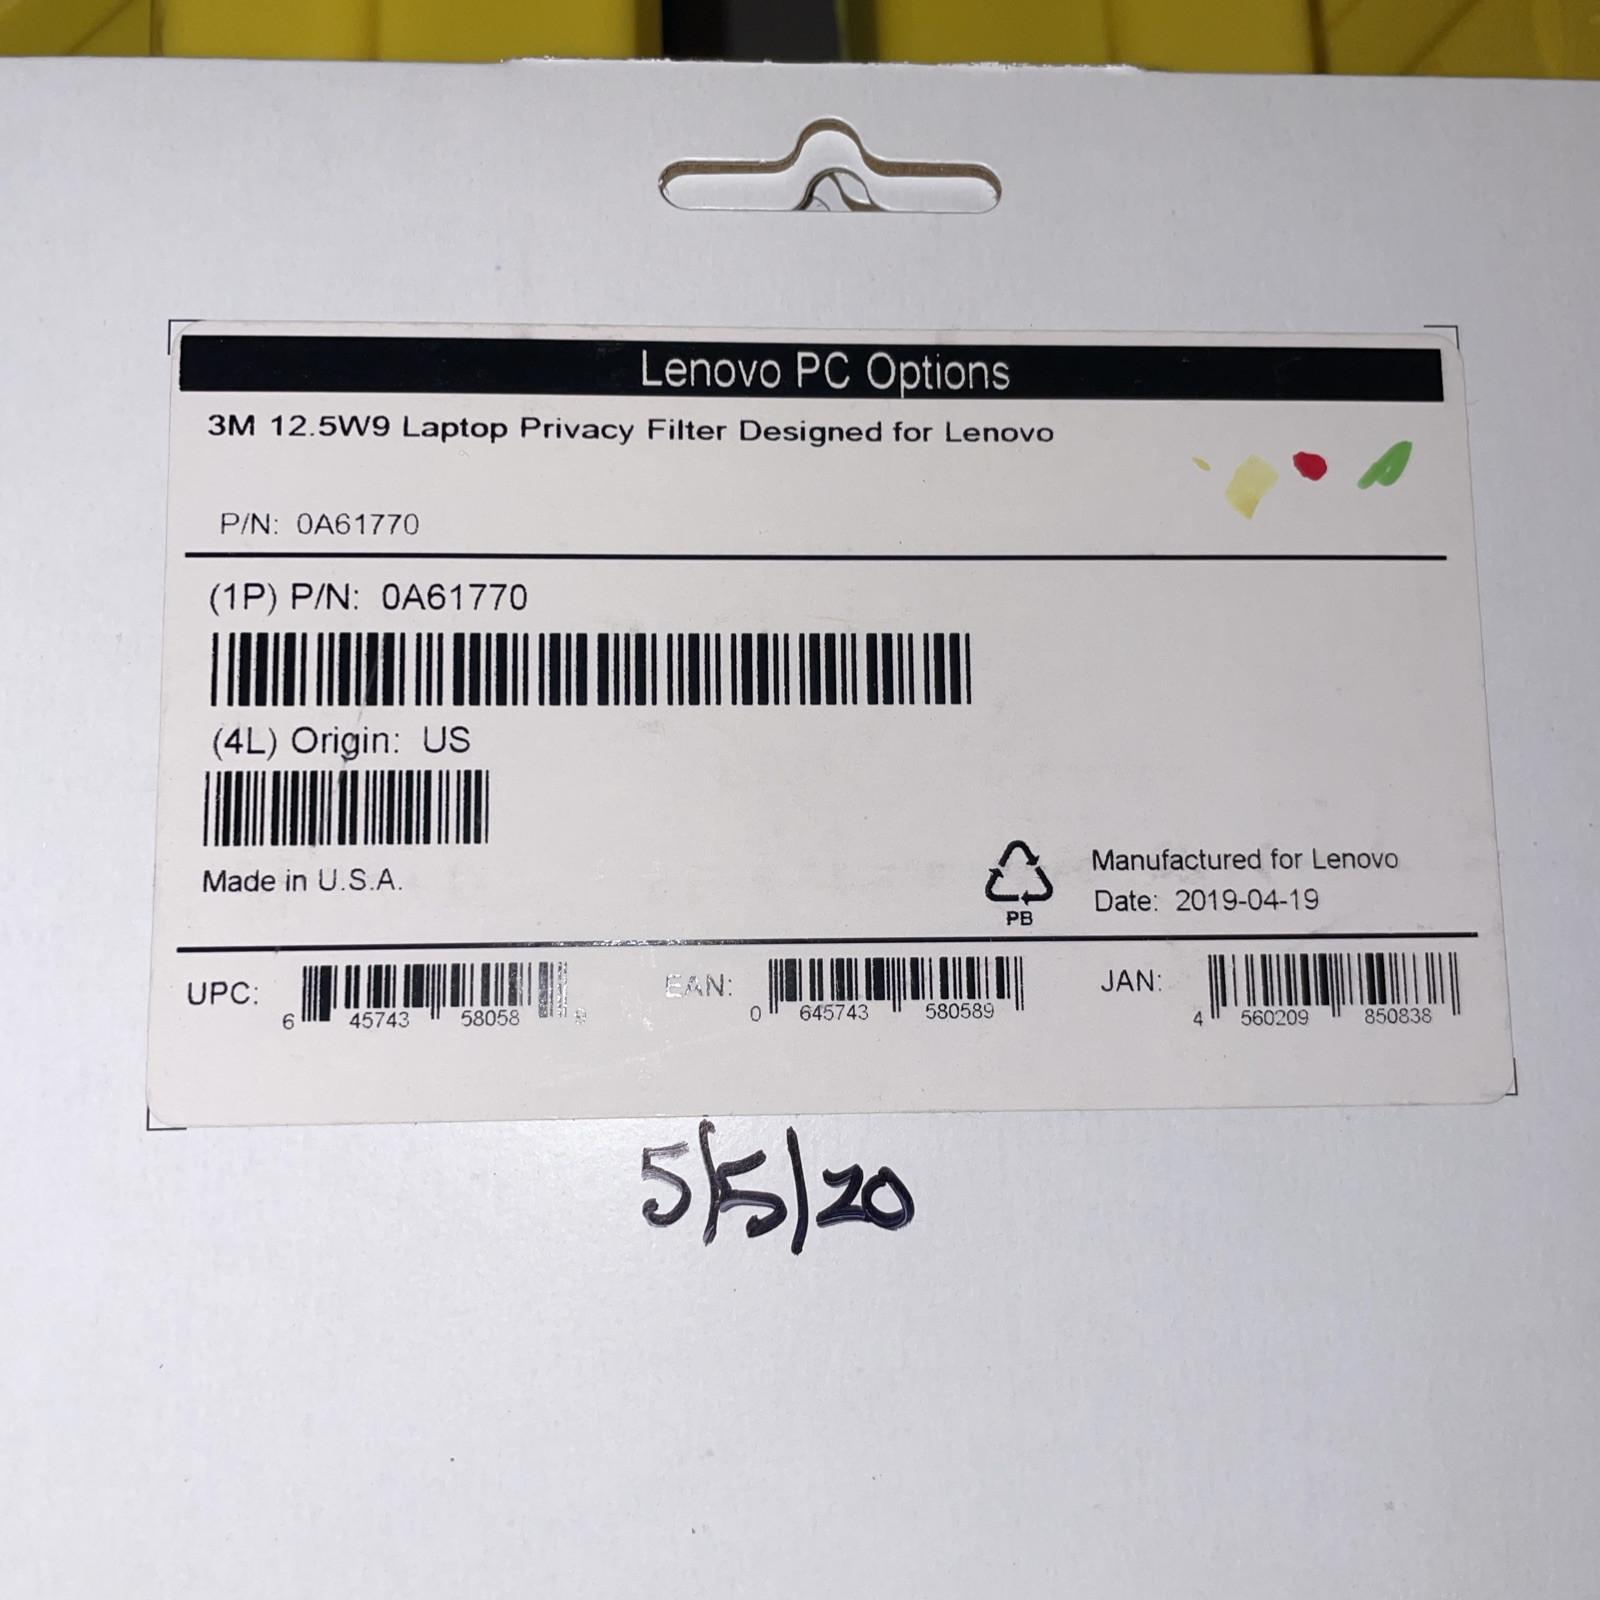 Lenovo PC Options
3M 12.5W9 Laptop Privacy Filter Designed for Lenovo
P/N: 0A61770
(1P) P/N: 0A61770
(4L) Origin: US
Made in U.S.A.
PB
Manufactured for Lenovo
Date: 2019-04-19
UPC: 6 45743 58058 9
EAN: 0 645743 580589
JAN: 4 560209 850838
5/5/20